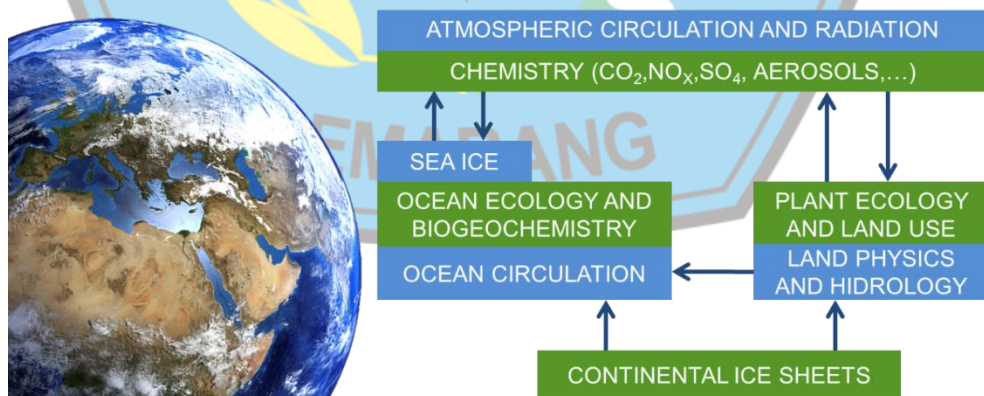 ATMOSPHERIC CIRCULATION AND RADIATION
CHEMISTRY (CO₂,NOₓ,SO₄, AEROSOLS,...)
EMARANG
SEA ICE
OCEAN ECOLOGY AND
BIOGEOCHEMISTRY
OCEAN CIRCULATION
PLANT ECOLOGY
AND LAND USE
LAND PHYSICS
AND HIDROLOGY
CONTINENTAL ICE SHEETS